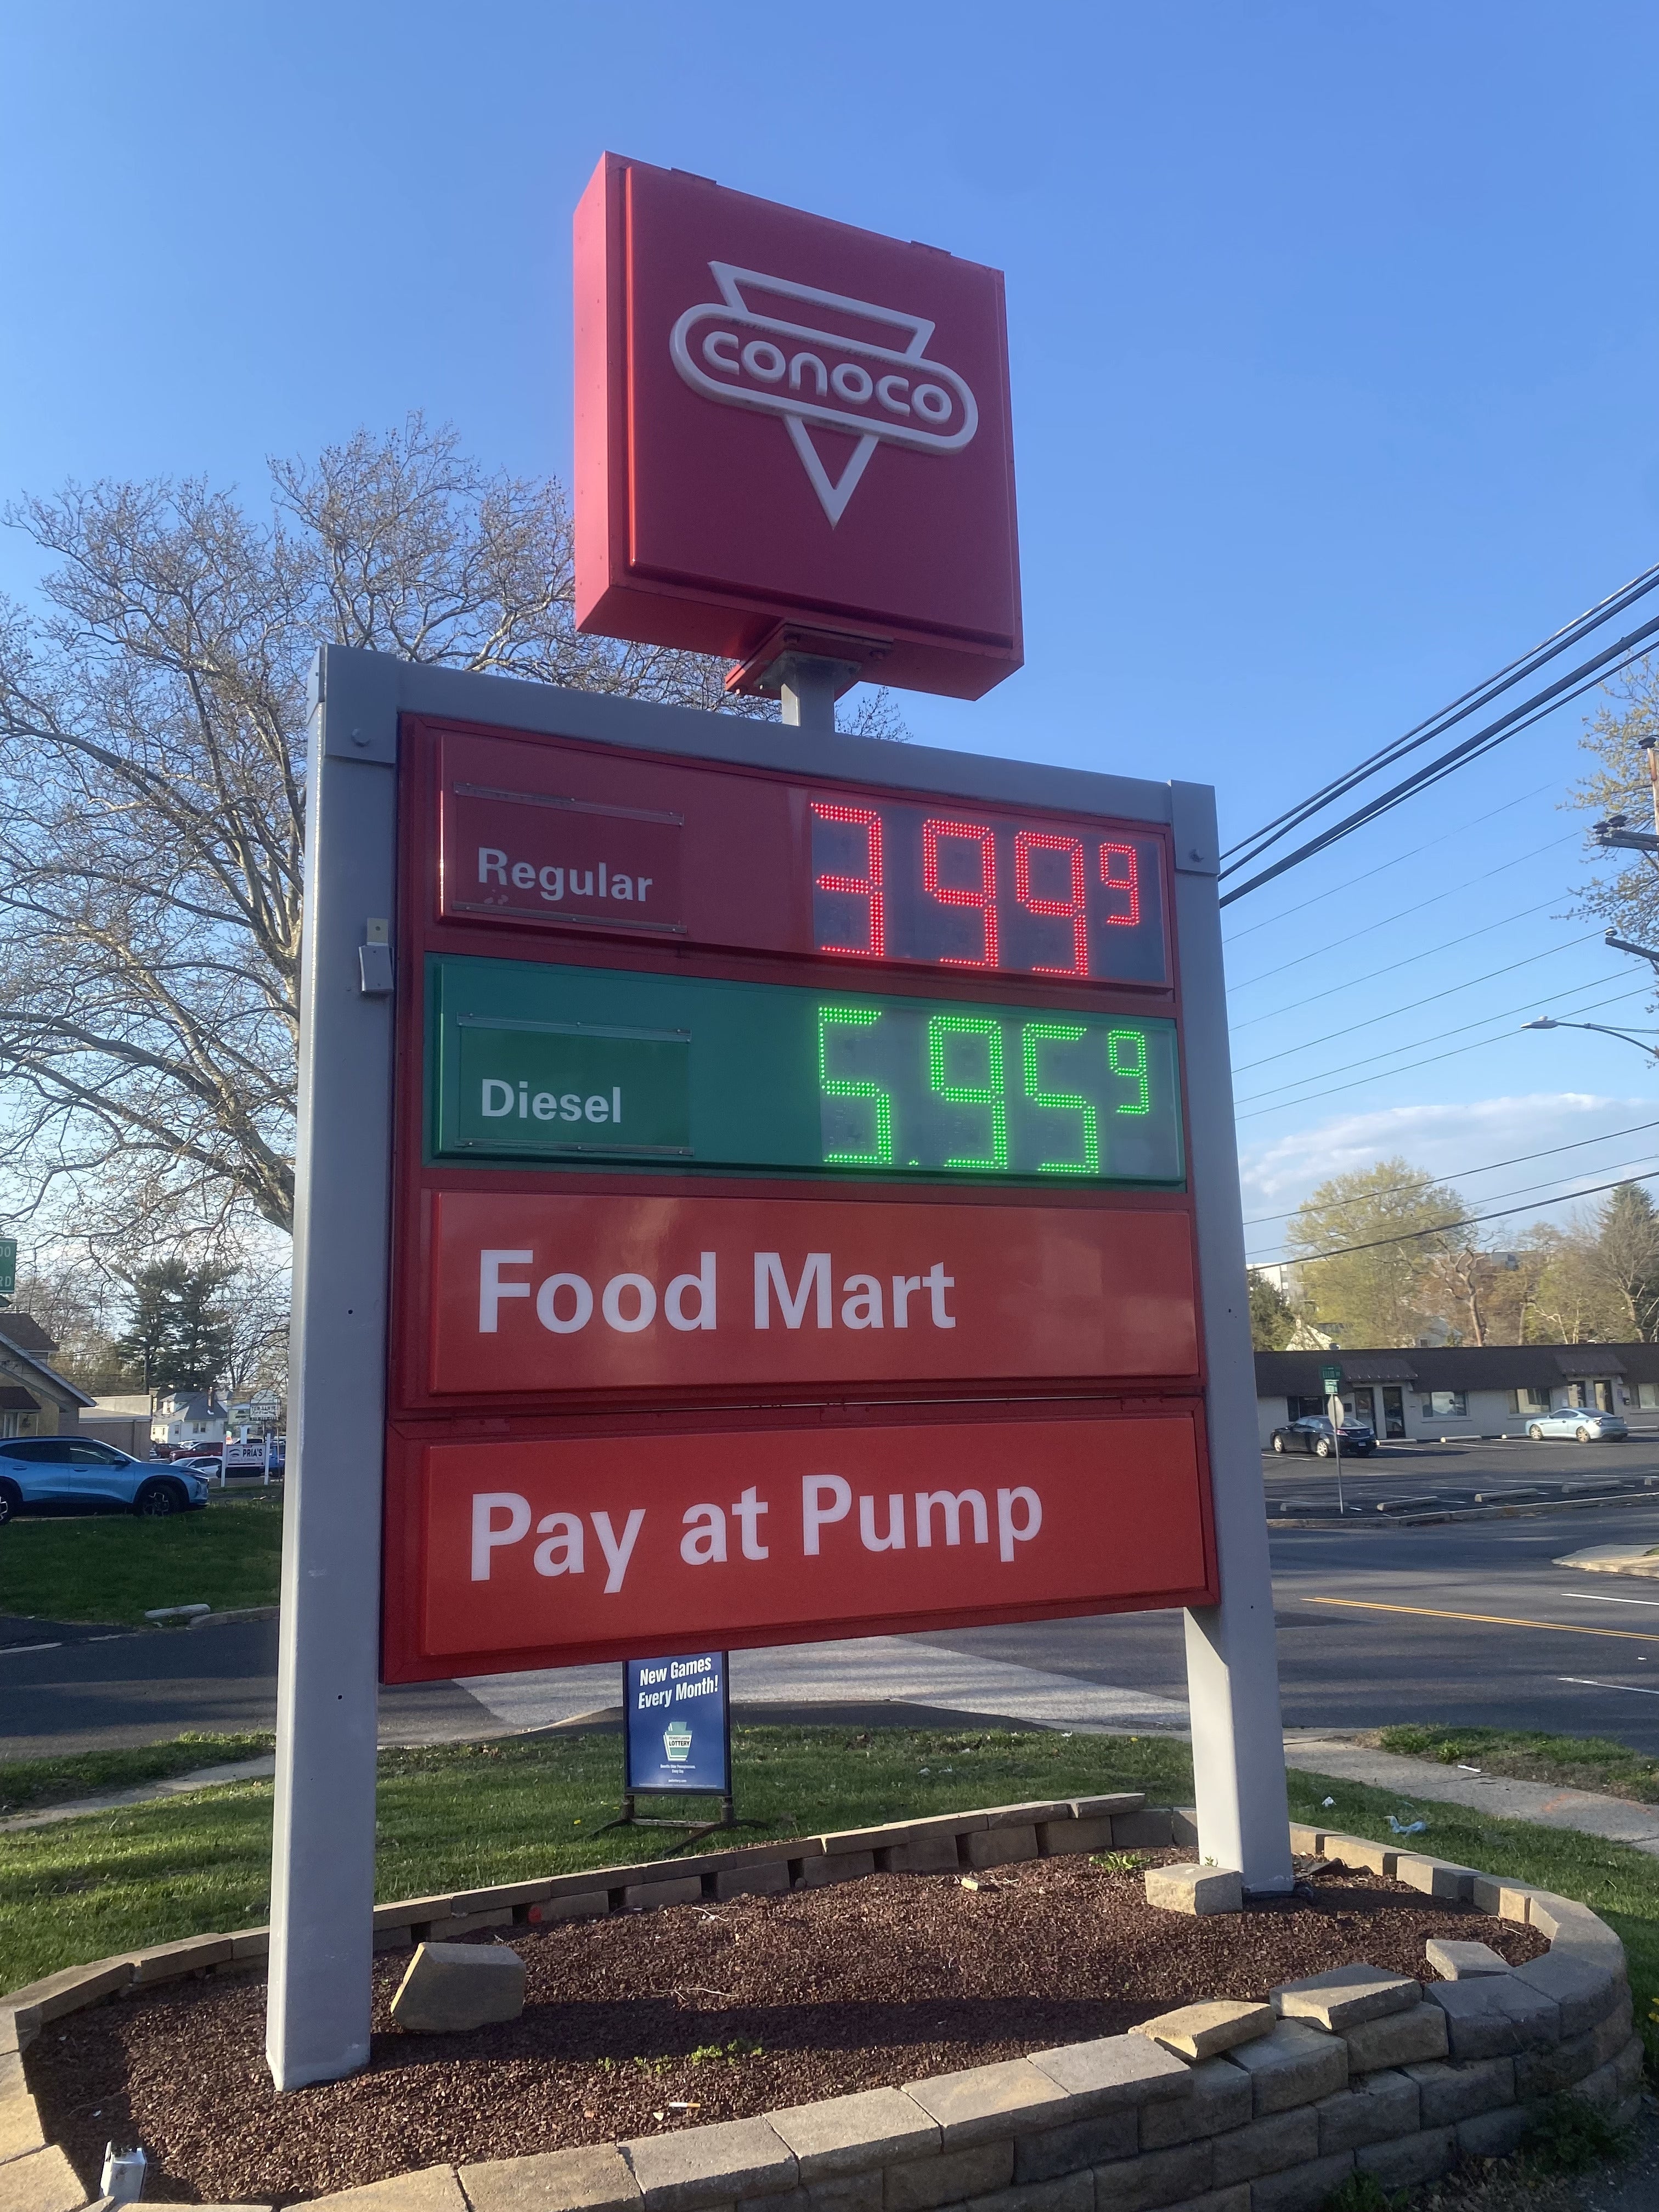 conoco
Regular 3 99 9
Diesel 5.95 9
Food Mart
Pay at Pump
PRIA'S
New Games
Every Month!
LOTTERY